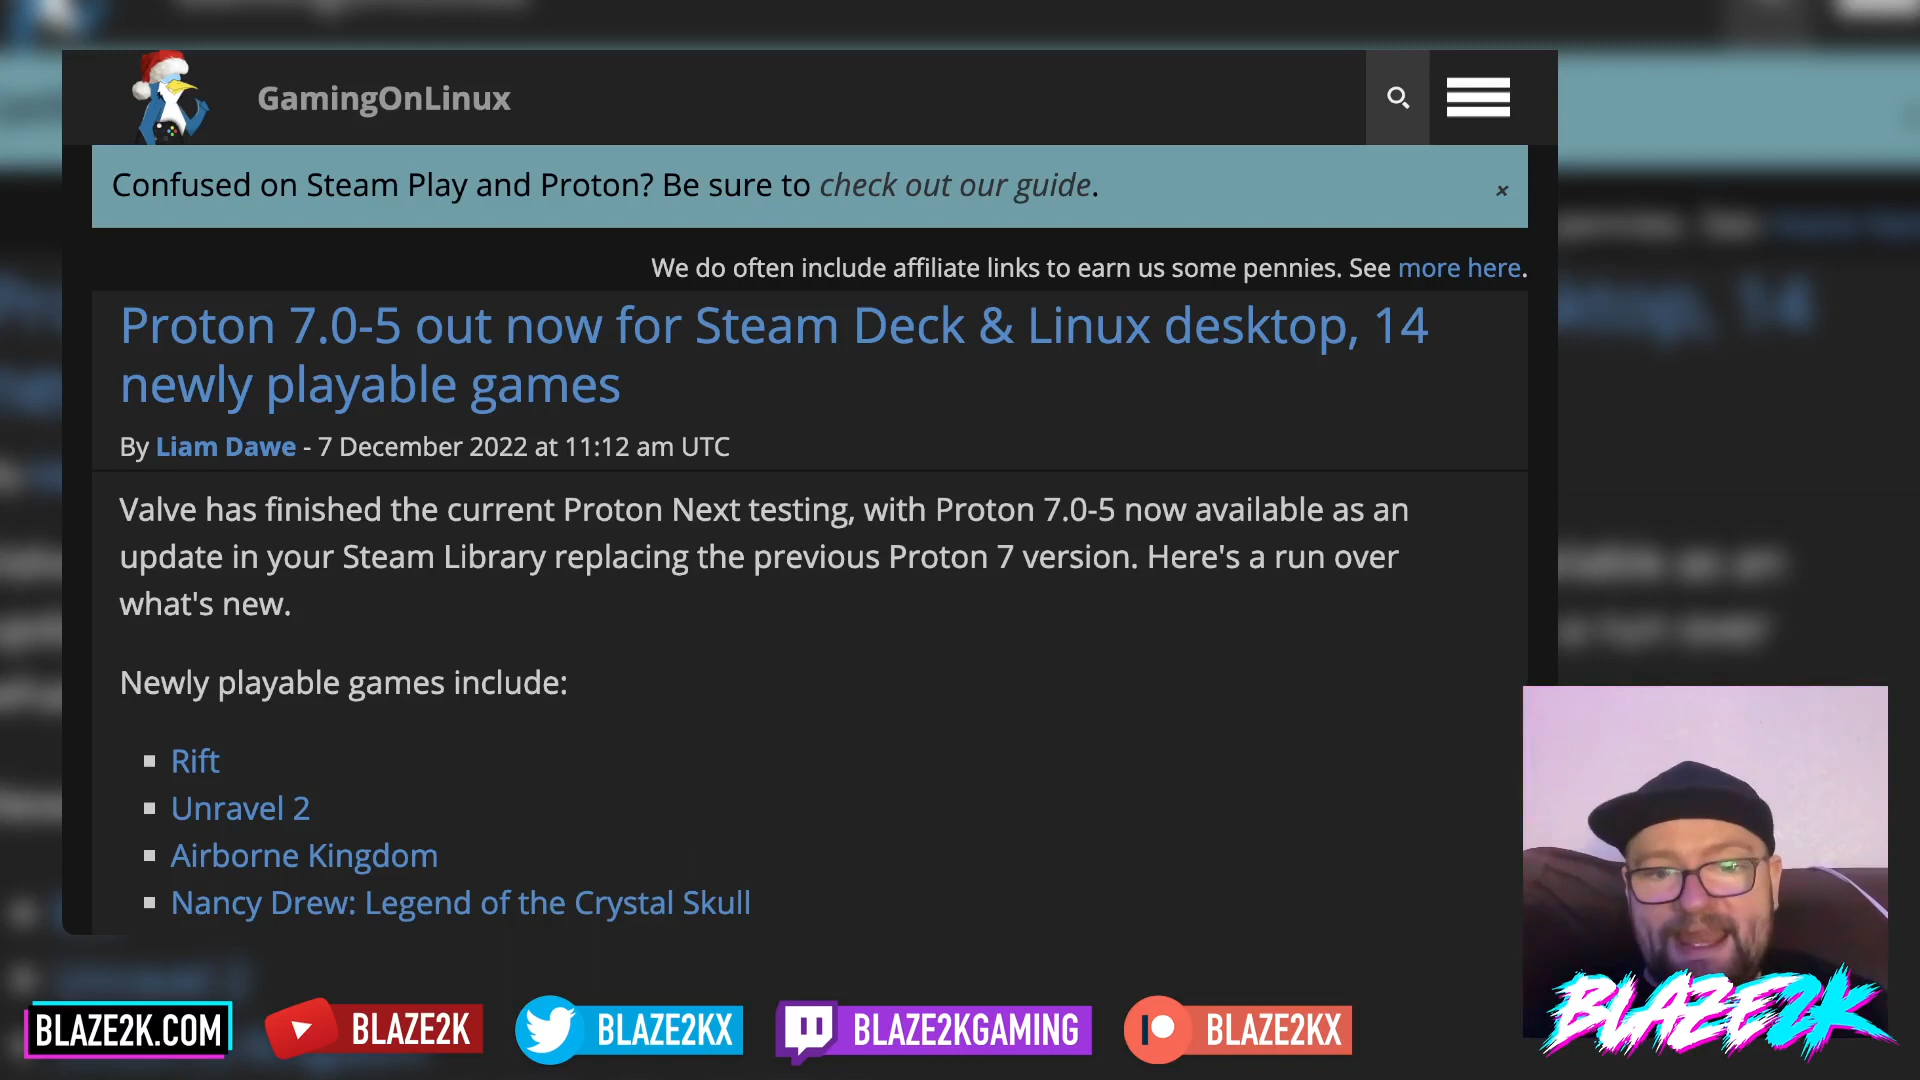 GamingOnLinux
Confused on Steam Play and Proton? Be sure to check out our guide.
×
We do often include affiliate links to earn us some pennies. See more here.
Proton 7.0-5 out now for Steam Deck & Linux desktop, 14
newly playable games
By Liam Dawe - 7 December 2022 at 11:12 am UTC
Valve has finished the current Proton Next testing, with Proton 7.0-5 now available as an
update in your Steam Library replacing the previous Proton 7 version. Here's a run over
what's new.
Newly playable games include:
Rift
Unravel 2
Airborne Kingdom
Nancy Drew: Legend of the Crystal Skull
BLAZE2K.COM
BLAZE2K
BLAZE2KX
BLAZE2KGAMING
BLAZE2KX
BLAZE2K